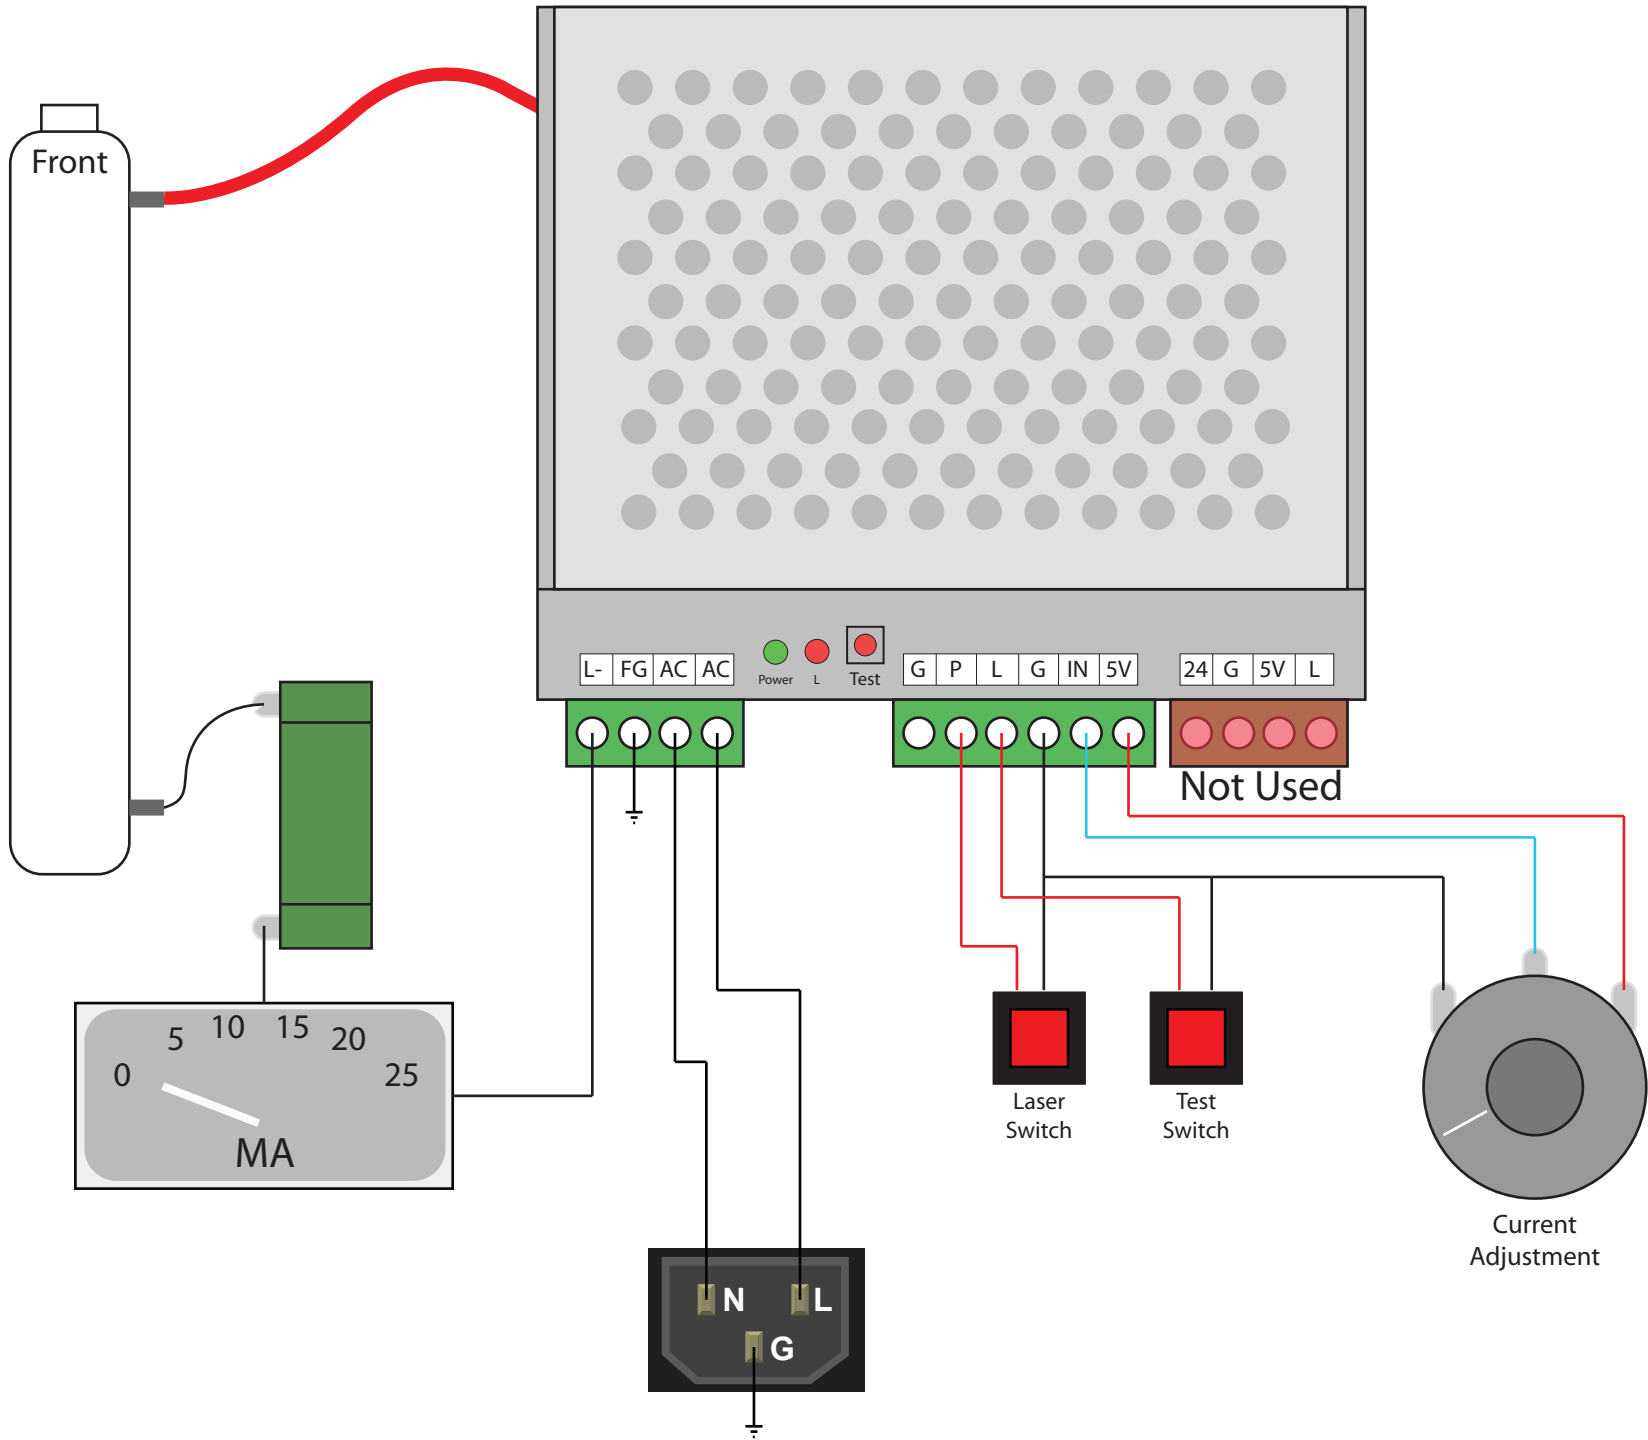 Front
L- FG AC AC
Power L Test
G P L G IN 5V
24 G 5V L
Not Used
0 5 10 15 20 25
MA
Laser
Switch
Test
Switch
Current
Adjustment
N L
G